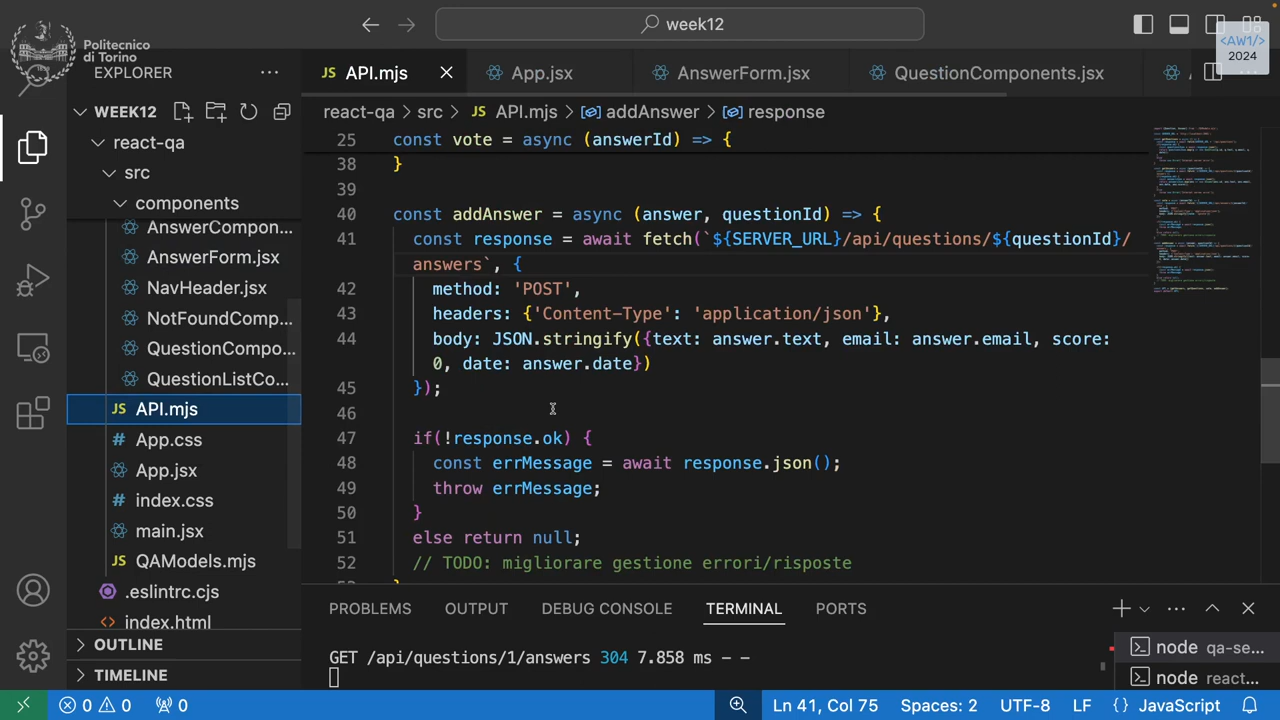 week12
Politecnico
di Torino
<AW1/>
2024
EXPLORER
API.mjs
App.jsx
AnswerForm.jsx
QuestionComponents.jsx
WEEK12
react-qa > src > JS API.mjs > addAnswer > response
react-qa
src
components
AnswerCompon...
AnswerForm.jsx
NavHeader.jsx
NotFoundComp...
QuestionCompo...
QuestionListCo...
JS API.mjs
# App.css
App.jsx
# index.css
main.jsx
JS QAModels.mjs
.eslintrc.cjs
<> index.html
OUTLINE
TIMELINE
25 const vote = async (answerId) => {
38 }
39
40 const addAnswer = async (answer, questionId) => {
41 const response = await fetch(`${SERVER_URL}/api/questions/${questionId}/
answers`, {
42 method: 'POST',
43 headers: {'Content-Type': 'application/json'},
44 body: JSON.stringify({text: answer.text, email: answer.email, score:
0, date: answer.date})
45 });
46
47 if(!response.ok) {
48 const errMessage = await response.json();
49 throw errMessage;
50 }
51 else return null;
52 // TODO: migliorare gestione errori/risposte
PROBLEMS OUTPUT DEBUG CONSOLE TERMINAL PORTS
GET /api/questions/1/answers 304 7.858 ms - -
node qa-se...
node react...
0 0 0 Ln 41, Col 75 Spaces: 2 UTF-8 LF {} JavaScript